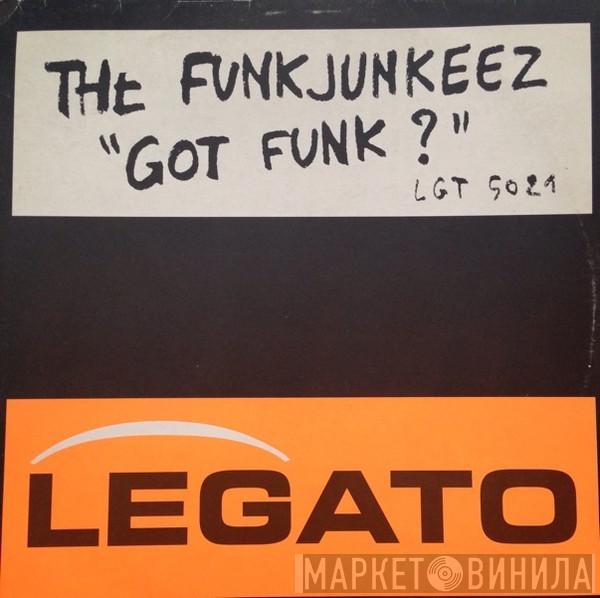 THE FUNKJUNKEEZ
"GOT FUNK?"
LGT 5021
LEGATO
МАРКЕТ ВИНИЛА